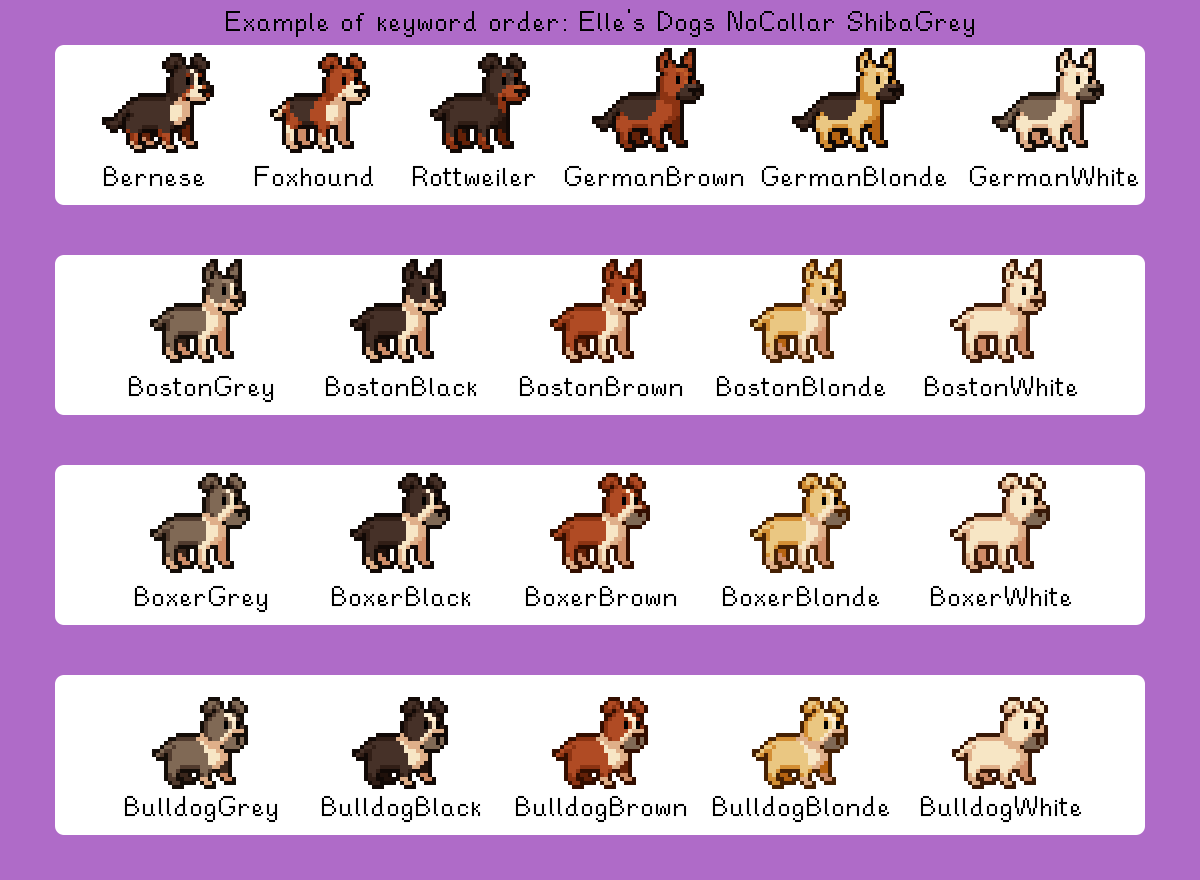 Example of keyword order: Elle's Dogs NoCollar ShibaGrey
Bernese Foxhound Rottweiler GermanBrown GermanBlonde GermanWhite
BostonGrey BostonBlack BostonBrown BostonBlonde BostonWhite
BoxerGrey BoxerBlack BoxerBrown BoxerBlonde BoxerWhite
BulldogGrey BulldogBlack BulldogBrown BulldogBlonde BulldogWhite